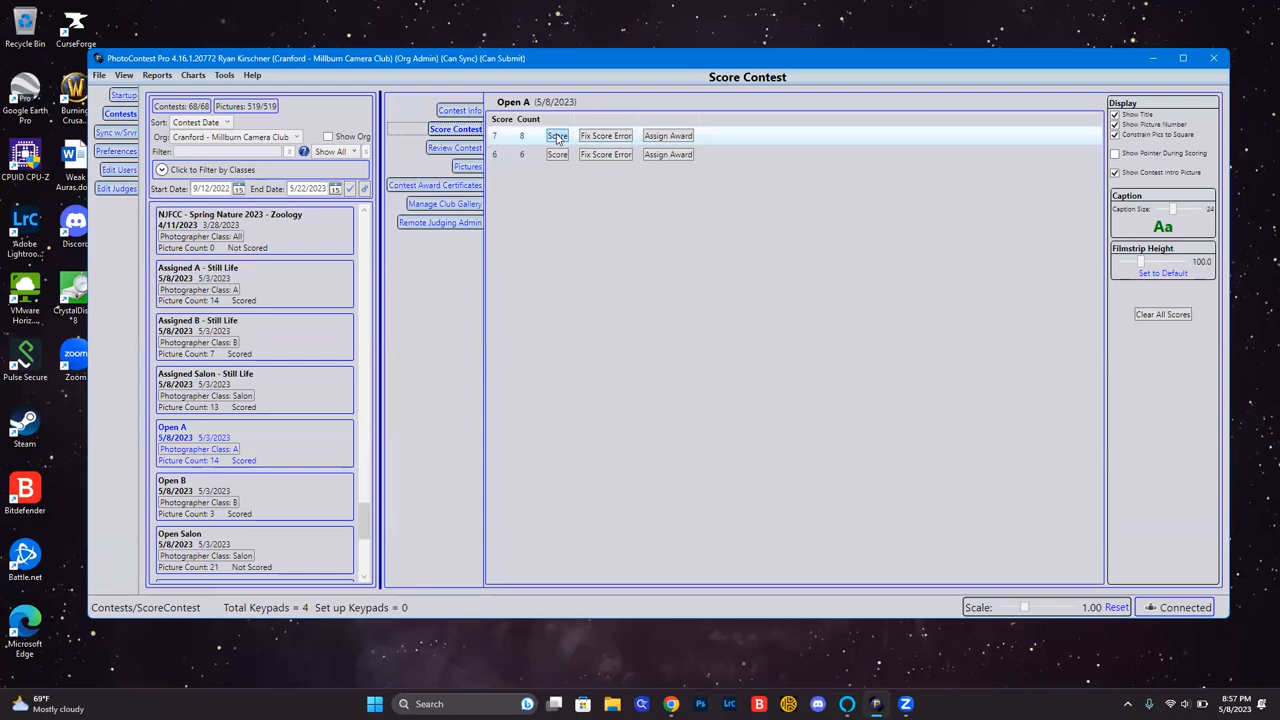 Recycle Bin
CurseForge
Google Earth Pro
Burning Crusa...
CPUID CPU-Z
Weak Auras.do...
Adobe Lightroo...
Discord
VMware Horiz...
CrystalDis... "8
Pulse Secure
Zoom
Steam
Bitdefender
Battle.net
Microsoft Edge
PhotoContest Pro 4.16.1.20772 Ryan Kirschner (Cranford - Millburn Camera Club) (Org Admin) (Can Sync) (Can Submit)
File View Reports Charts Tools Help
Score Contest
Startup
Contests
Sync w/Srvr
Preferences
Edit Users
Edit Judges
Contests: 68/68 Pictures: 519/519
Sort: Contest Date
Org: Cranford - Millburn Camera Club Show Org
Filter: x ? Show All x
Click to Filter by Classes
Start Date: 9/12/2022 15 End Date: 5/22/2023 15
NJFCC - Spring Nature 2023 - Zoology
4/11/2023 3/28/2023
Photographer Class: All
Picture Count: 0 Not Scored
Assigned A - Still Life
5/8/2023 5/3/2023
Photographer Class: A
Picture Count: 14 Scored
Assigned B - Still Life
5/8/2023 5/3/2023
Photographer Class: B
Picture Count: 7 Scored
Assigned Salon - Still Life
5/8/2023 5/3/2023
Photographer Class: Salon
Picture Count: 13 Scored
Open A
5/8/2023 5/3/2023
Photographer Class: A
Picture Count: 14 Scored
Open B
5/8/2023 5/3/2023
Photographer Class: B
Picture Count: 3 Scored
Open Salon
5/8/2023 5/3/2023
Photographer Class: Salon
Picture Count: 21 Not Scored
Contest Info
Score Contest
Review Contest
Pictures
Contest Award Certificates
Manage Club Gallery
Remote Judging Admin
Open A (5/8/2023)
Score Count
7 8 Score Fix Score Error Assign Award
6 6 Score Fix Score Error Assign Award
Display
Show Title
Show Picture Number
Constrain Pics to Square
Show Pointer During Scoring
Show Contest Intro Picture
Caption
Caption Size: 24
Aa
Filmstrip Height
100.0
Set to Default
Clear All Scores
Contests/ScoreContest Total Keypads = 4 Set up Keypads = 0
Scale: 1.00 Reset Connected
69°F
Mostly cloudy
Search
8:57 PM
5/8/2023